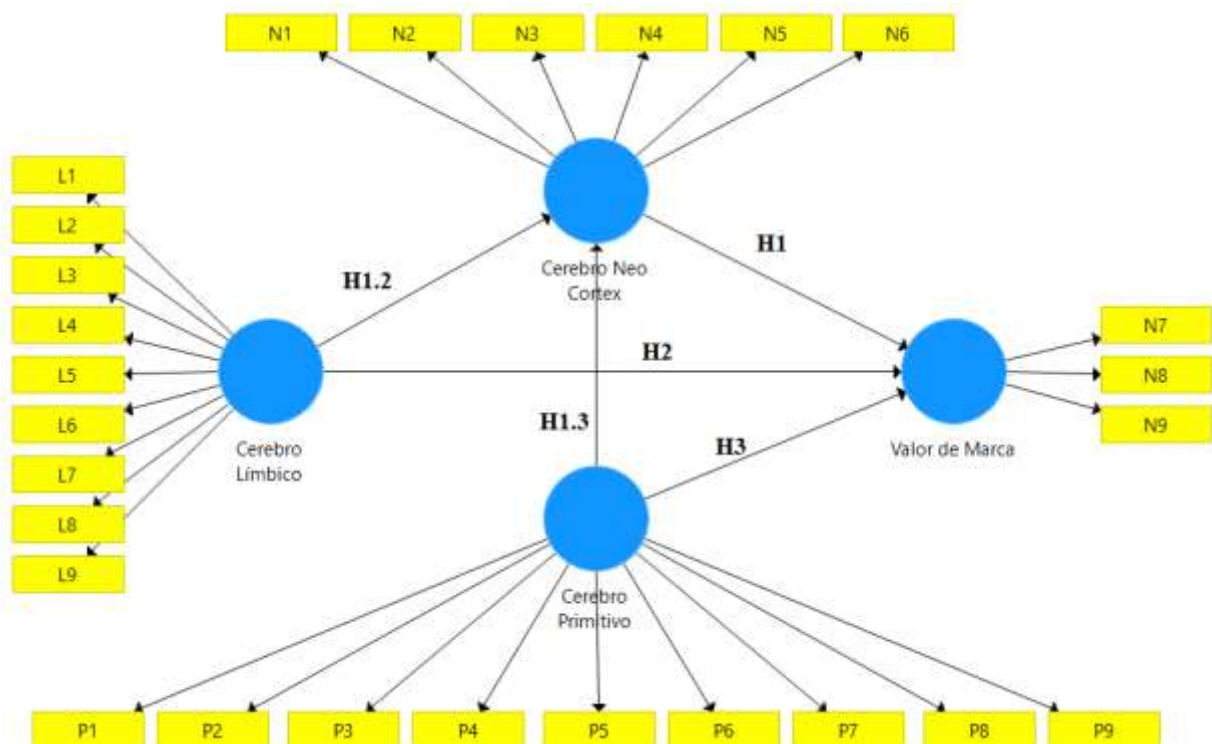 N1
N2
N3
N4
N5
N6
L1
L2
L3
L4
L5
L6
L7
L8
L9
Cerebro
Límbico
H1.2
Cerebro Neo
Cortex
H1
H2
H1.3
H3
Valor de Marca
N7
N8
N9
Cerebro
Primitivo
P1
P2
P3
P4
P5
P6
P7
P8
P9